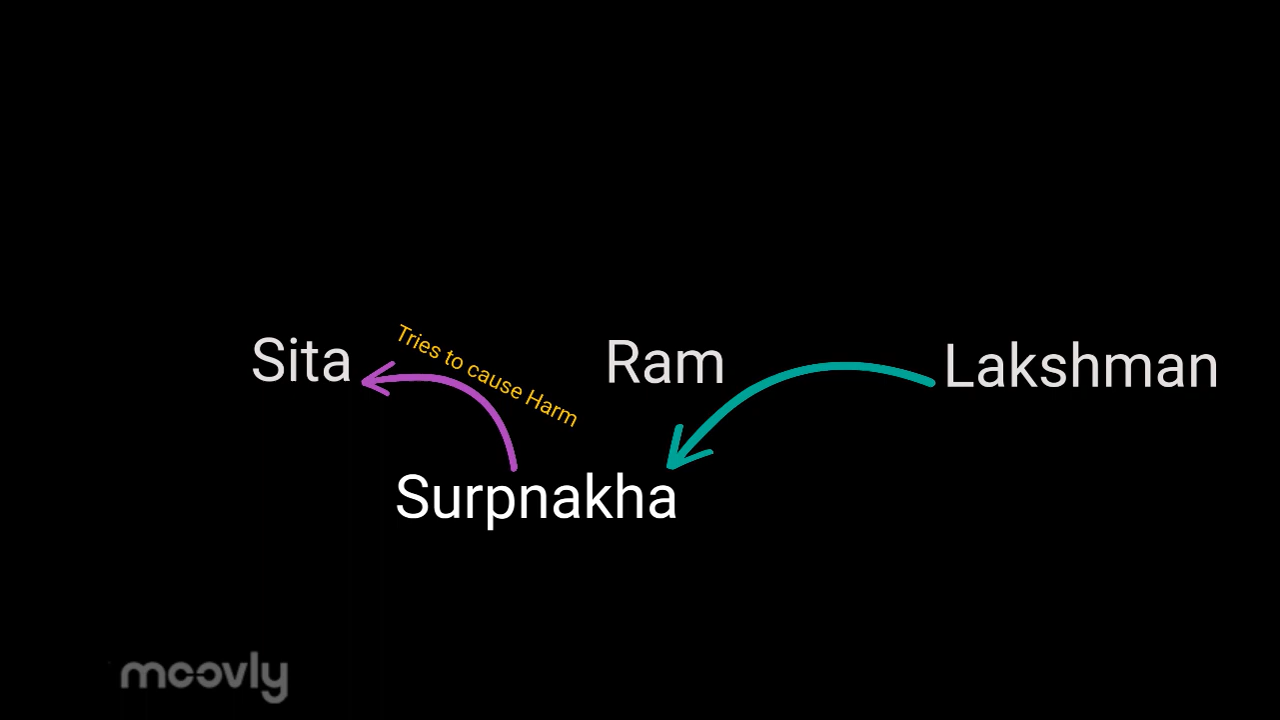 Sita
Tries to cause Harm
Ram
Lakshman
Surpnakha
moovly